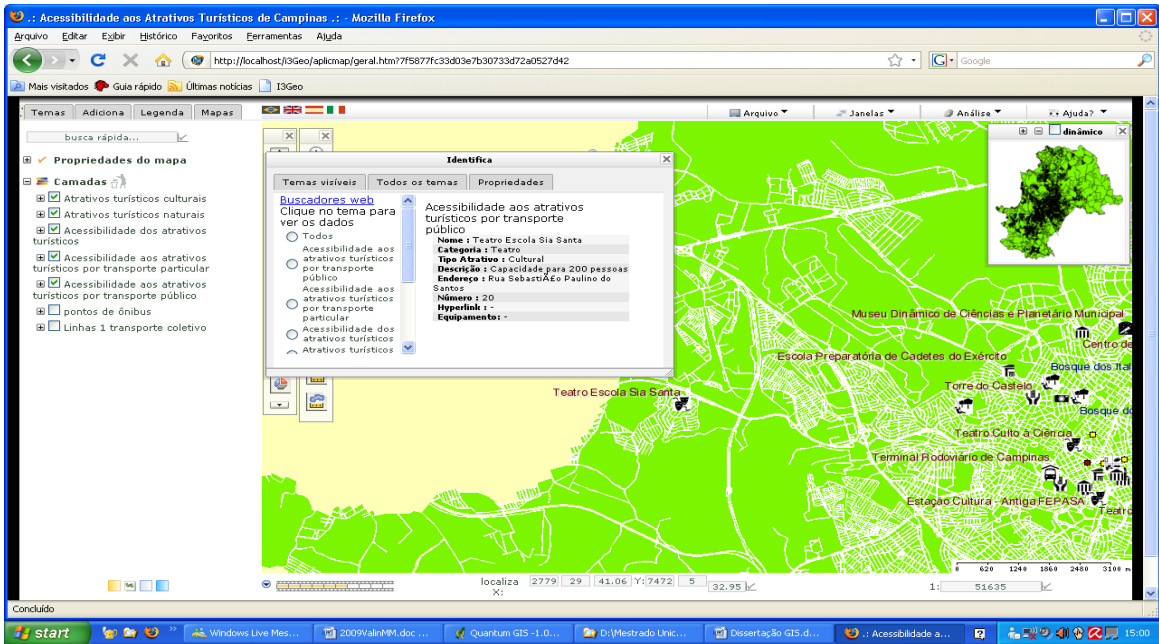 .: Acessibilidade aos Atrativos Turísticos de Campinas .: - Mozilla Firefox
Arquivo Editar Exibir Histórico Favoritos Ferramentas Ajuda
http://localhost/i3Geo/aplicmap/geral.htm?7f5877fc33d03e7b30733d72a0527d42
Google
Mais visitados Guia rápido Últimas notícias I3Geo
Temas Adiciona Legenda Mapas
Arquivo Janelas Análise Ajuda?
busca rápida...
dinâmico
Propriedades do mapa
Camadas
Atrativos turísticos culturais
Atrativos turísticos naturais
Acessibilidade dos atrativos
turísticos
Acessibilidade aos atrativos
turísticos por transporte particular
Acessibilidade aos atrativos
turísticos por transporte público
pontos de ônibus
Linhas 1 transporte coletivo
Identifica
Temas visíveis Todos os temas Propriedades
Buscadores web
Clique no tema para
ver os dados
Todos
Acessibilidade aos
atrativos turísticos
por transporte
público
Acessibilidade aos
atrativos turísticos
por transporte
particular
Acessibilidade dos
atrativos turísticos
Atrativos turísticos
Acessibilidade aos atrativos
turísticos por transporte
público
Nome : Teatro Escola Sia Santa
Categoria : Teatro
Tipo Atrativo : Cultural
Descrição : Capacidade para 200 pessoas
Endereço : Rua SebastiÃ£o Paulino do
Santos
Número : 20
Hyperlink : -
Equipamento: -
Museu Dinâmico de Ciências e Planetário Municipal
Centro de
Escola Preparatória de Cadetes do Exército
Bosque dos Ital
Torre do Castelo
Teatro Escola Sia Santa
Bosque do
Teatro Culto à Ciência
Terminal Rodoviário de Campinas
Estação Cultura - Antiga FEPASA
Teatro
0 620 1240 1860 2480 3100 m
localiza X: 2779 29 41.06 Y: 7472 5 32.95
1: 51635
Concluído
start
Windows Live Mes...
2009ValinMM.doc ...
Quantum GIS -1.0...
D:\Mestrado Unic...
Dissertação GIS.d...
.: Acessibilidade a...
15:00